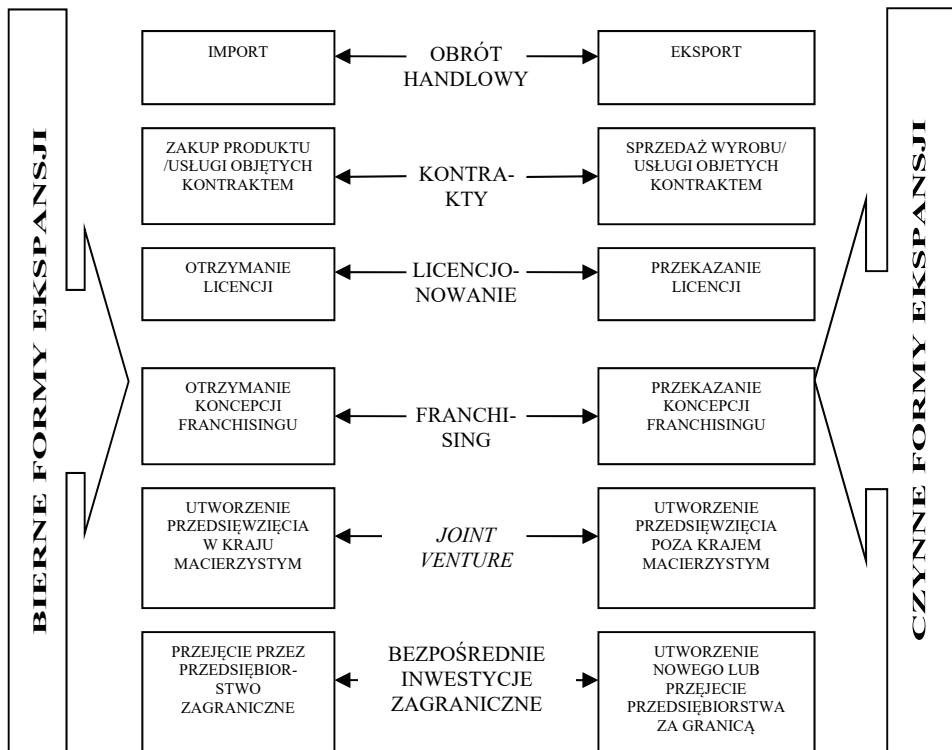 BIERNE FORMY EKSPANSJI
IMPORT
OBRÓT
HANDLOWY
EKSPORT
ZAKUP PRODUKTU
/USŁUGI OBJĘTYCH
KONTRAKTEM
KONTRA-
KTY
SPRZEDAŻ WYROBU/
USŁUGI OBJETYCH
KONTRAKTEM
OTRZYMANIE
LICENCJI
LICENCJO-
NOWANIE
PRZEKAZANIE
LICENCJI
OTRZYMANIE
KONCEPCJI
FRANCHISINGU
FRANCHI-
SING
PRZEKAZANIE
KONCEPCJI
FRANCHISINGU
UTWORZENIE
PRZEDSIĘWZIĘCIA
W KRAJU
MACIERZYSTYM
JOINT
VENTURE
UTWORZENIE
PRZEDSIĘWZIĘCIA
POZA KRAJEM
MACIERZYSTYM
PRZEJĘCIE PRZEZ
PRZEDSIĘBIOR-
STWO
ZAGRANICZNE
BEZPOŚREDNIE
INWESTYCJE
ZAGRANICZNE
UTWORZENIE
NOWEGO LUB
PRZĘJECIE
PRZEDSIĘBIORSTWA
ZA GRANICĄ
CZYNNE FORMY EKSPANSJI